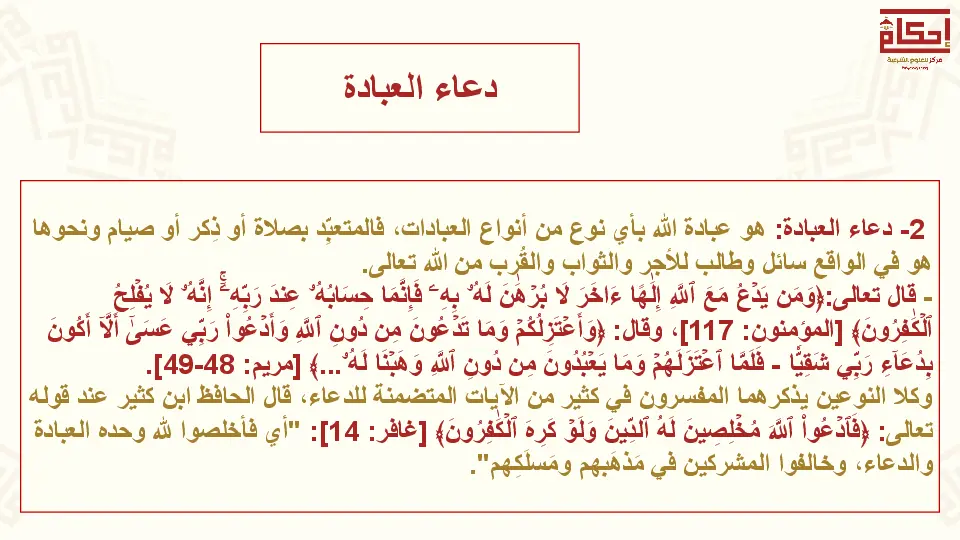 إحكام
مركز للعلوم الشرعية
دعاء العبادة
2- دعاء العبادة: هو عبادة الله بأي نوع من أنواع العبادات، فالمتعبِّد بصلاة أو ذِكر أو صيام ونحوها
هو في الواقع سائل وطالب للأجر والثواب والقُرب من الله تعالى.
- قال تعالى:﴿وَمَن يَدۡعُ مَعَ ٱللَّهِ إِلَٰهًا ءَاخَرَ لَا بُرۡهَٰنَ لَهُۥ بِهِۦ فَإِنَّمَا حِسَابُهُۥ عِندَ رَبِّهِۦٓۚ إِنَّهُۥ لَا يُفۡلِحُ
ٱلۡكَٰفِرُونَ﴾ [المؤمنون: 117]، وقال: ﴿وَأَعۡتَزِلُكُمۡ وَمَا تَدۡعُونَ مِن دُونِ ٱللَّهِ وَأَدۡعُواْ رَبِّي عَسَىٰٓ أَلَّآ أَكُونَ
بِدُعَآءِ رَبِّي شَقِيّٗا - فَلَمَّا ٱعۡتَزَلَهُمۡ وَمَا يَعۡبُدُونَ مِن دُونِ ٱللَّهِ وَهَبۡنَا لَهُۥٓ ...﴾ [مريم: 48-49].
وكلا النوعين يذكرهما المفسرون في كثير من الآيات المتضمنة للدعاء، قال الحافظ ابن كثير عند قوله
تعالى: ﴿فَٱدۡعُواْ ٱللَّهَ مُخۡلِصِينَ لَهُ ٱلدِّينَ وَلَوۡ كَرِهَ ٱلۡكَٰفِرُونَ﴾ [غافر: 14]: "أي فأخلصوا لله وحده العبادة
والدعاء، وخالفوا المشركين في مَذهَبهم ومَسلَكِهم".